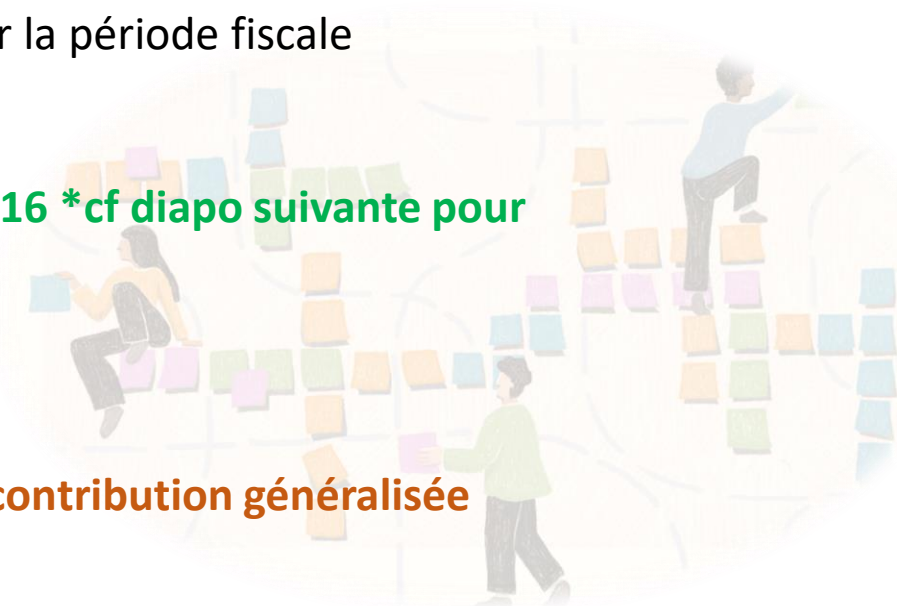 r la période fiscale
16 *cf diapo suivante pour
contribution généralisée